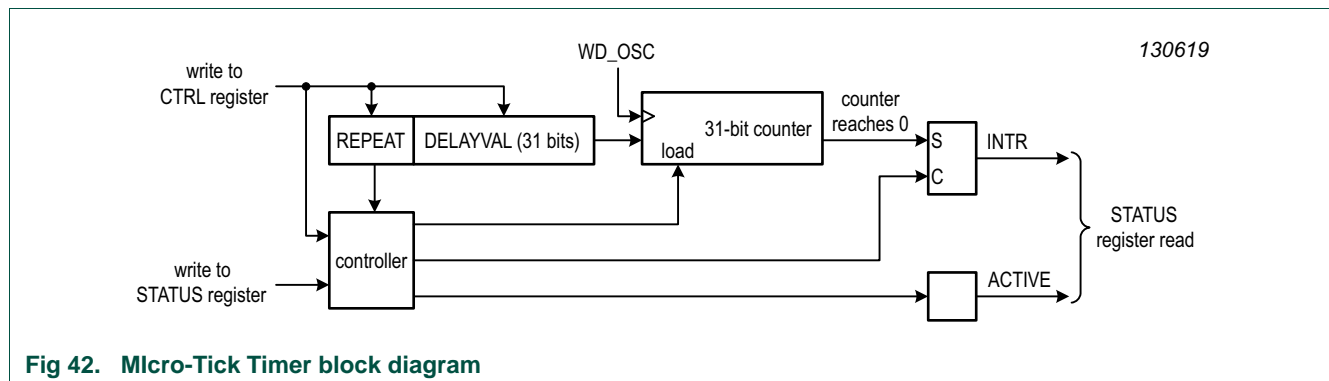 130619
WD_OSC
write to
CTRL register
counter
reaches 0
REPEAT
DELAYVAL (31 bits)
31-bit counter
load
S
C
INTR
STATUS
register read
controller
write to
STATUS register
ACTIVE
Fig 42. MIcro-Tick Timer block diagram